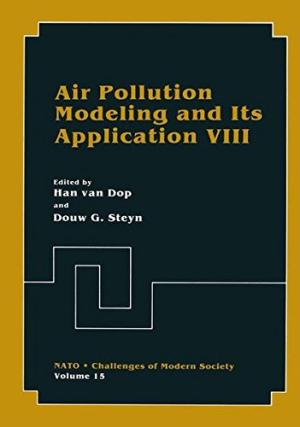 Air Pollution
Modeling and Its
Application VIII
Edited by
Han van Dop
and
Douw G. Steyn
NATO • Challenges of Modern Society
Volume 15